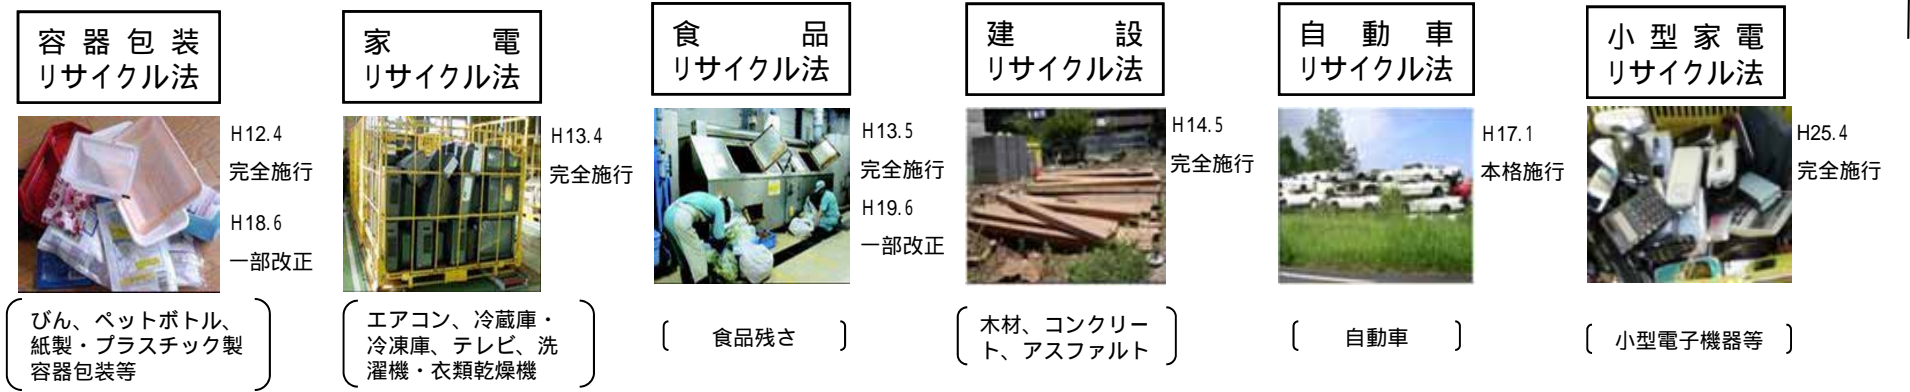 容器包装
リサイクル法
H12.4
完全施行
H18.6
一部改正
びん、ペットボトル、
紙製・プラスチック製
容器包装等
家電
リサイクル法
H13.4
完全施行
エアコン、冷蔵庫・
冷凍庫、テレビ、洗
濯機・衣類乾燥機
食品
リサイクル法
H13.5
完全施行
H19.6
一部改正
食品残さ
建設
リサイクル法
H14.5
完全施行
木材、コンクリー
ト、アスファルト
自動車
リサイクル法
H17.1
本格施行
自動車
小型家電
リサイクル法
H25.4
完全施行
小型電子機器等